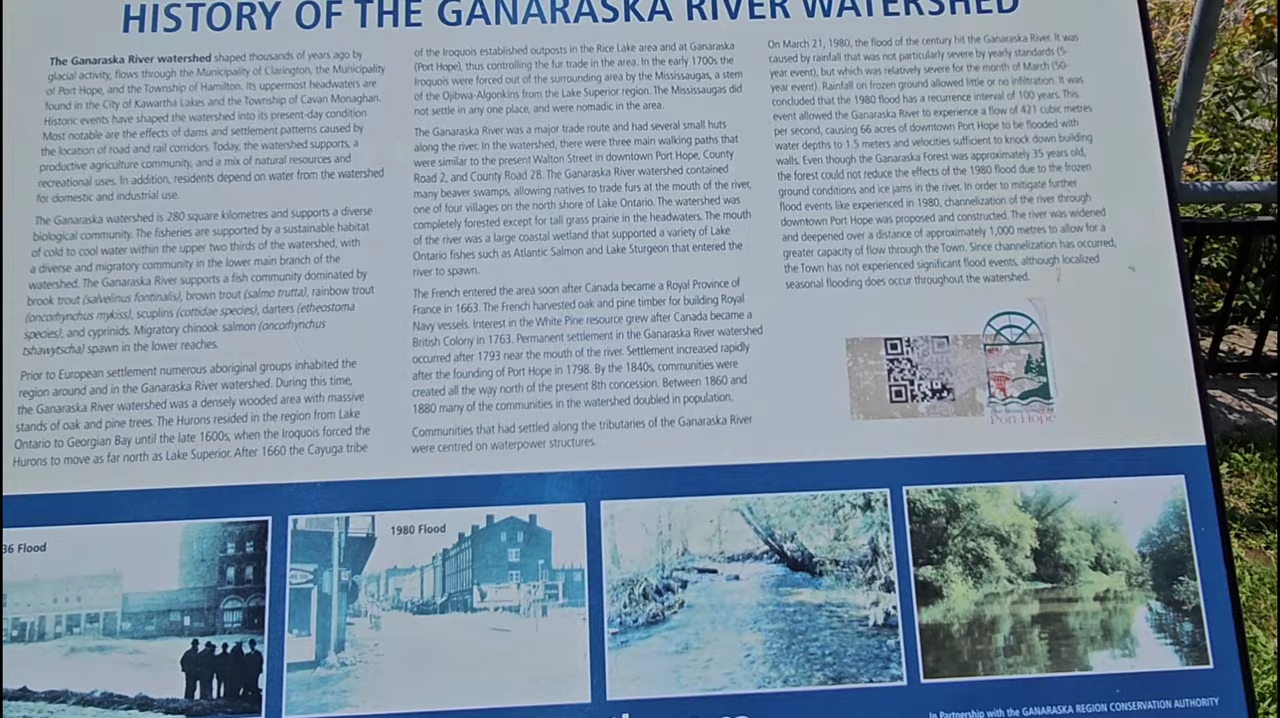 HISTORY OF THE GANARASKA RIVER WATERSHED
The Ganaraska River watershed shaped thousands of years ago by
glacial activity, flows through the Municipality of Clarington, the Municipality
of Port Hope, and the Township of Hamilton. Its uppermost headwaters are
found in the City of Kawartha Lakes and the Township of Cavan Monaghan.
Historic events have shaped the watershed into its present-day condition
Most notable are the effects of dams and settlement patterns caused by
the location of road and rail corridors. Today, the watershed supports, a
productive agriculture community, and a mix of natural resources and
recreational uses. In addition, residents depend on water from the watershed
for domestic and industrial use.
The Ganaraska watershed is 280 square kilometres and supports a diverse
biological community. The fisheries are supported by a sustainable habitat
of cold to cool water within the upper two thirds of the watershed, with
a diverse and migratory community in the lower main branch of the
watershed. The Ganaraska River supports a fish community dominated by
brook trout (salvelinus fontinalis), brown trout (salmo trutta), rainbow trout
(oncorhynchus mykiss), scuplins (cottidae species), darters (etheostoma
species), and cyprinids. Migratory chinook salmon (oncorhynchus
tshawytscha) spawn in the lower reaches.
Prior to European settlement numerous aboriginal groups inhabited the
region around and in the Ganaraska River watershed. During this time,
the Ganaraska River watershed was a densely wooded area with massive
stands of oak and pine trees. The Hurons resided in the region from Lake
Ontario to Georgian Bay until the late 1600s, when the Iroquois forced the
Hurons to move as far north as Lake Superior. After 1660 the Cayuga tribe
of the Iroquois established outposts in the Rice Lake area and at Ganaraska
(Port Hope), thus controlling the fur trade in the area. In the early 1700s the
Iroquois were forced out of the surrounding area by the Mississaugas, a stem
of the Ojibwa-Algonkins from the Lake Superior region. The Mississaugas did
not settle in any one place, and were nomadic in the area.
The Ganaraska River was a major trade route and had several small huts
along the river. In the watershed, there were three main walking paths that
were similar to the present Walton Street in downtown Port Hope, County
Road 2, and County Road 28. The Ganaraska River watershed contained
many beaver swamps, allowing natives to trade furs at the mouth of the river,
one of four villages on the north shore of Lake Ontario. The watershed was
completely forested except for tall grass prairie in the headwaters. The mouth
of the river was a large coastal wetland that supported a variety of Lake
Ontario fishes such as Atlantic Salmon and Lake Sturgeon that entered the
river to spawn.
The French entered the area soon after Canada became a Royal Province of
France in 1663. The French harvested oak and pine timber for building Royal
Navy vessels. Interest in the White Pine resource grew after Canada became a
British Colony in 1763. Permanent settlement in the Ganaraska River watershed
occurred after 1793 near the mouth of the river. Settlement increased rapidly
after the founding of Port Hope in 1798. By the 1840s, communities were
created all the way north of the present 8th concession. Between 1860 and
1880 many of the communities in the watershed doubled in population.
Communities that had settled along the tributaries of the Ganaraska River
were centred on waterpower structures.
On March 21, 1980, the flood of the century hit the Ganaraska River. It was
caused by rainfall that was not particularly severe by yearly standards (5-
year event), but which was relatively severe for the month of March (50-
year event). Rainfall on frozen ground allowed little or no infiltration. It was
concluded that the 1980 flood has a recurrence interval of 100 years. This
event allowed the Ganaraska River to experience a flow of 421 cubic metres
per second, causing 66 acres of downtown Port Hope to be flooded with
water depths to 1.5 meters and velocities sufficient to knock down building
walls. Even though the Ganaraska Forest was approximately 35 years old,
the forest could not reduce the effects of the 1980 flood due to the frozen
ground conditions and ice jams in the river. In order to mitigate further
flood events like experienced in 1980, channelization of the river through
downtown Port Hope was proposed and constructed. The river was widened
and deepened over a distance of approximately 1,000 metres to allow for a
greater capacity of flow through the Town. Since channelization has occurred,
the Town has not experienced significant flood events, although localized
seasonal flooding does occur throughout the watershed.
Port Hope
36 Flood
1980 Flood
In Partnership with the GANARASKA REGION CONSERVATION AUTHORITY